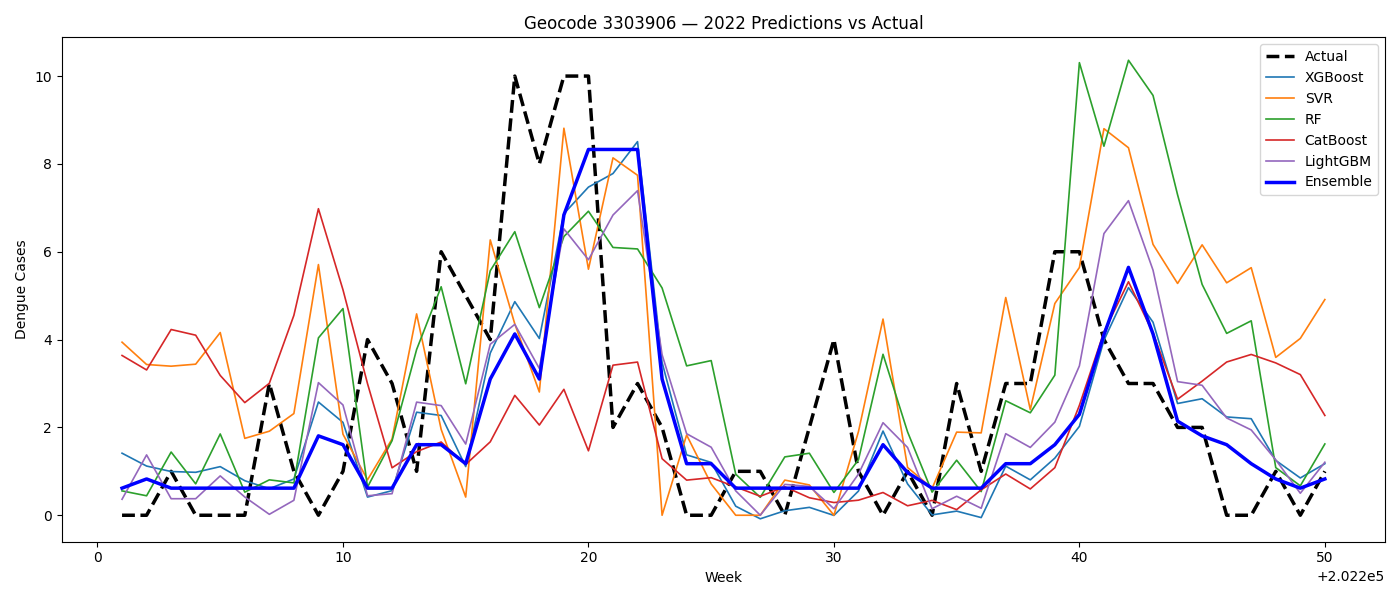 Geocode 3303906 — 2022 Predictions vs Actual
Dengue Cases
10
8
6
4
2
0
Actual
XGBoost
SVR
RF
CatBoost
LightGBM
Ensemble
0 10 20 30 40 50
Week
+2.022e5